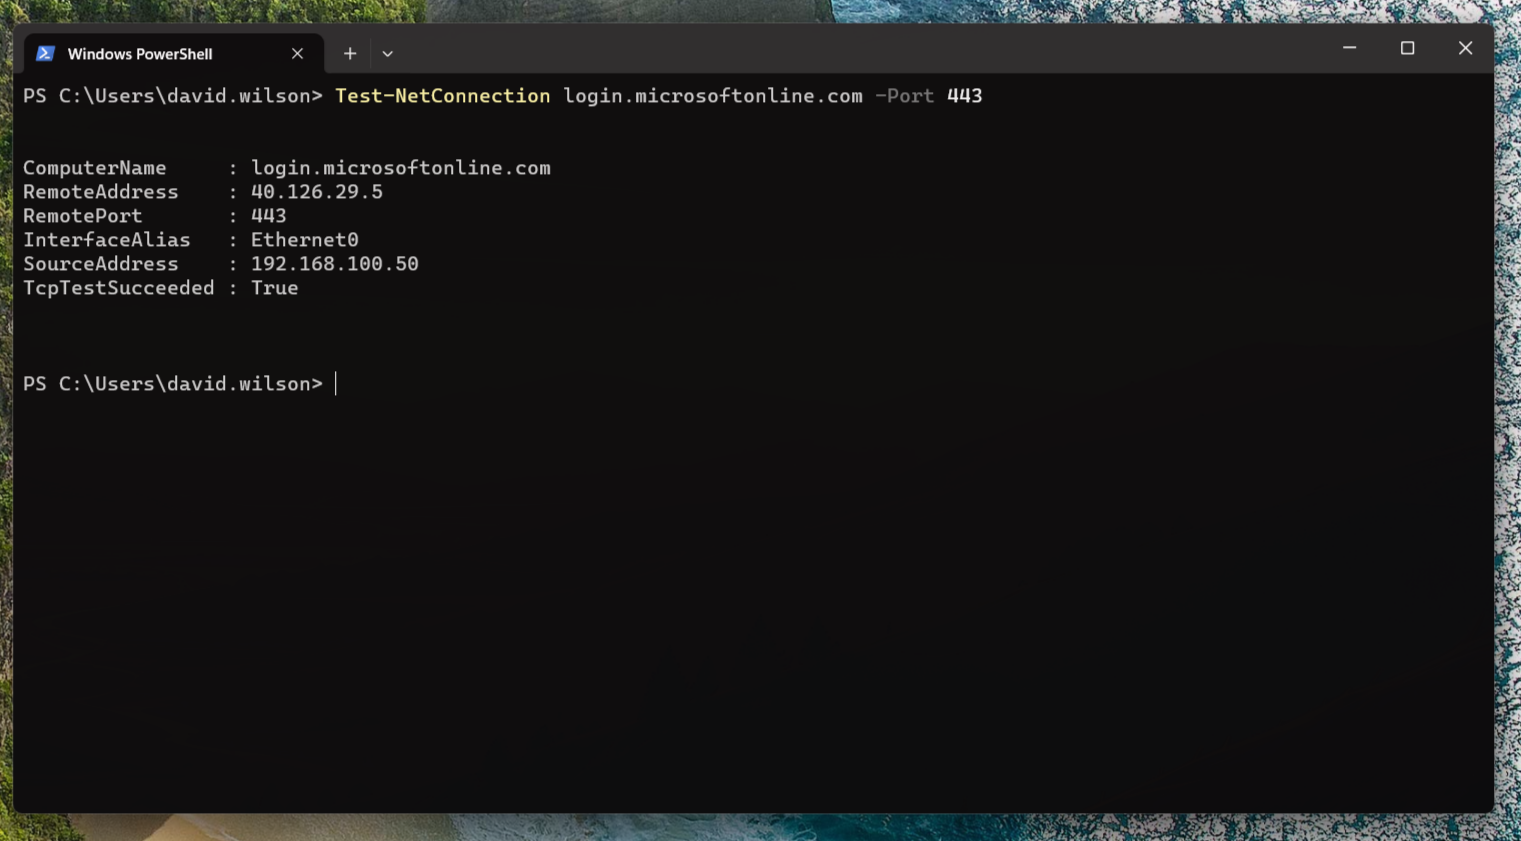 Windows PowerShell
PS C:\Users\david.wilson> Test-NetConnection login.microsoftonline.com -Port 443
ComputerName     : login.microsoftonline.com
RemoteAddress    : 40.126.29.5
RemotePort       : 443
InterfaceAlias   : Ethernet0
SourceAddress    : 192.168.100.50
TcpTestSucceeded : True
PS C:\Users\david.wilson>